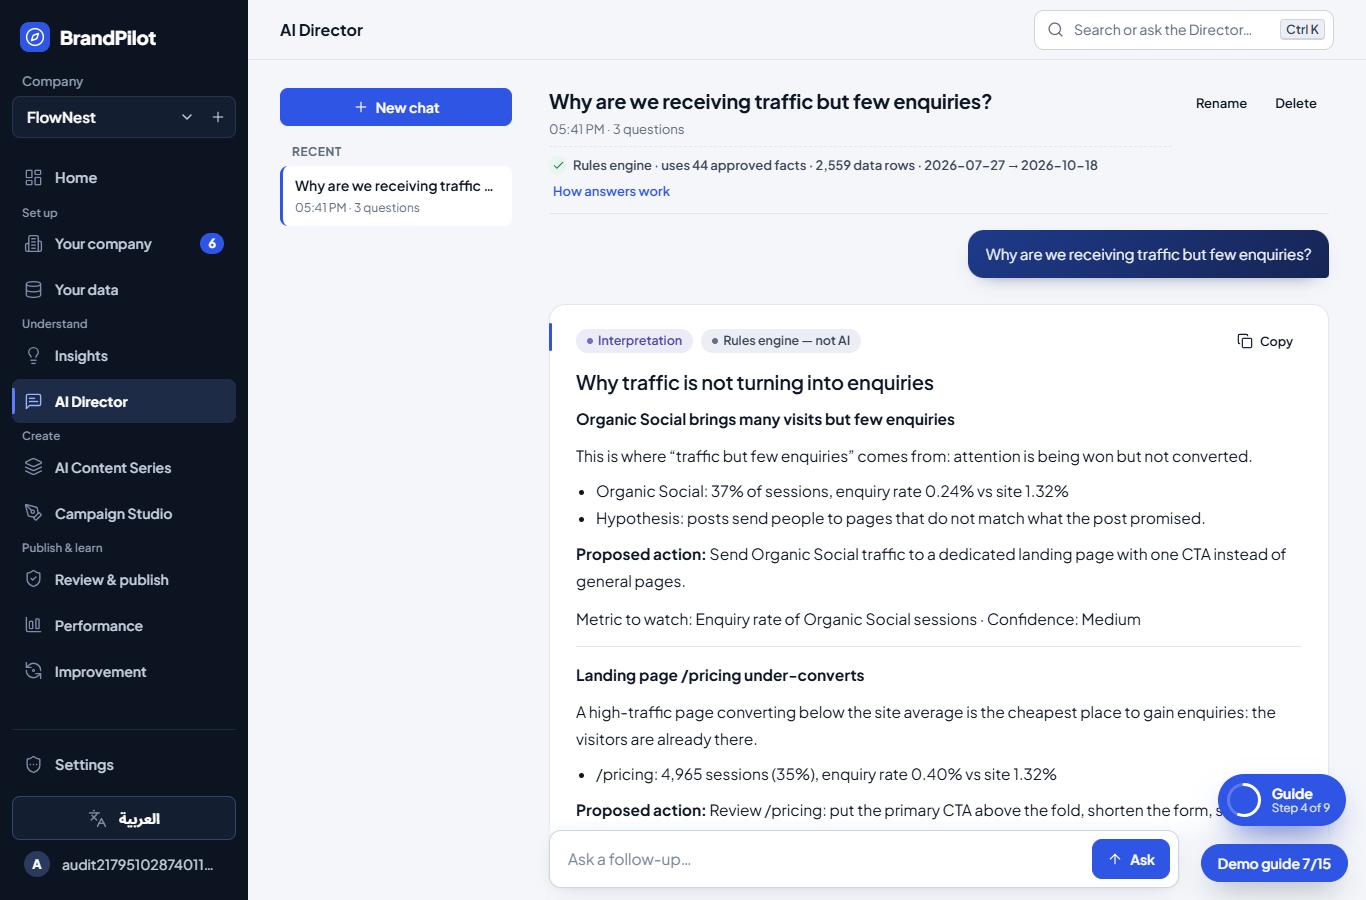 BrandPilot
Company
FlowNest
Home
Set up
Your company 6
Your data
Understand
Insights
AI Director
Create
AI Content Series
Campaign Studio
Publish & learn
Review & publish
Performance
Improvement
Settings
العربية
A audit21795102874011...
AI Director
Search or ask the Director... Ctrl K
+ New chat
RECENT
Why are we receiving traffic ...
05:41 PM · 3 questions
Why are we receiving traffic but few enquiries?
Rename Delete
05:41 PM · 3 questions
Rules engine · uses 44 approved facts · 2,559 data rows · 2026-07-27 → 2026-10-18
How answers work
Why are we receiving traffic but few enquiries?
Interpretation Rules engine — not AI Copy
Why traffic is not turning into enquiries
Organic Social brings many visits but few enquiries
This is where “traffic but few enquiries” comes from: attention is being won but not converted.
• Organic Social: 37% of sessions, enquiry rate 0.24% vs site 1.32%
• Hypothesis: posts send people to pages that do not match what the post promised.
Proposed action: Send Organic Social traffic to a dedicated landing page with one CTA instead of
general pages.
Metric to watch: Enquiry rate of Organic Social sessions · Confidence: Medium
Landing page /pricing under-converts
A high-traffic page converting below the site average is the cheapest place to gain enquiries: the
visitors are already there.
• /pricing: 4,965 sessions (35%), enquiry rate 0.40% vs site 1.32%
Proposed action: Review /pricing: put the primary CTA above the fold, shorten the form,
Guide
Step 4 of 9
Ask a follow-up...
Ask
Demo guide 7/15